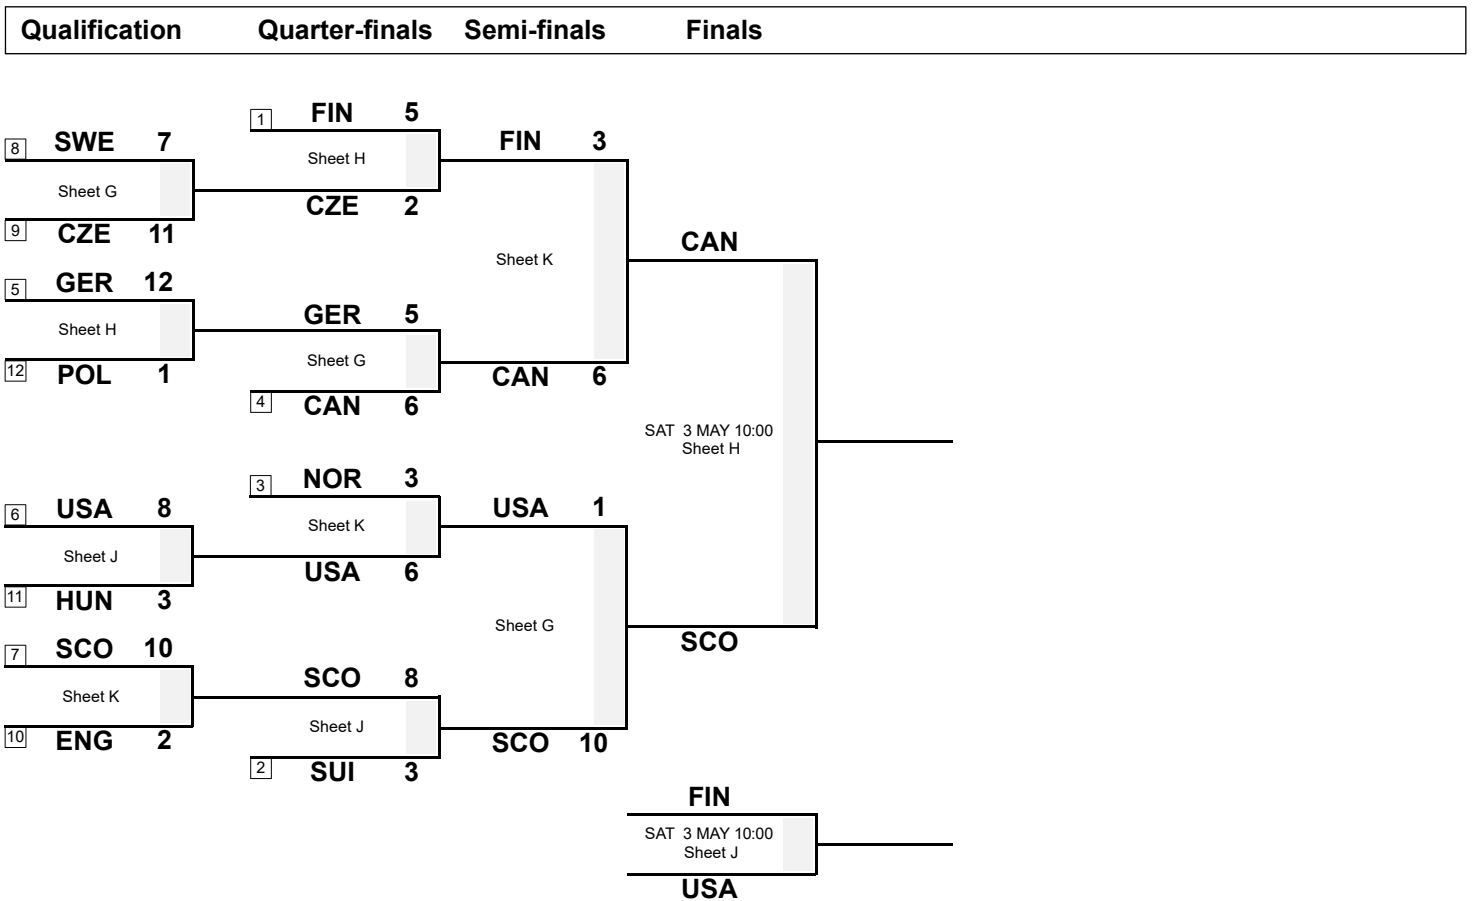 Qualification Quarter-finals Semi-finals Finals
1 FIN 5
8 SWE 7
FIN 3
Sheet H
Sheet G
CZE 2
9 CZE 11
CAN
Sheet K
5 GER 12
GER 5
Sheet H
Sheet G
12 POL 1
CAN 6
4 CAN 6
SAT 3 MAY 10:00
Sheet H
3 NOR 3
6 USA 8
USA 1
Sheet K
Sheet J
USA 6
11 HUN 3
Sheet G
SCO
7 SCO 10
SCO 8
Sheet K
Sheet J
10 ENG 2
SCO 10
2 SUI 3
FIN
SAT 3 MAY 10:00
Sheet J
USA